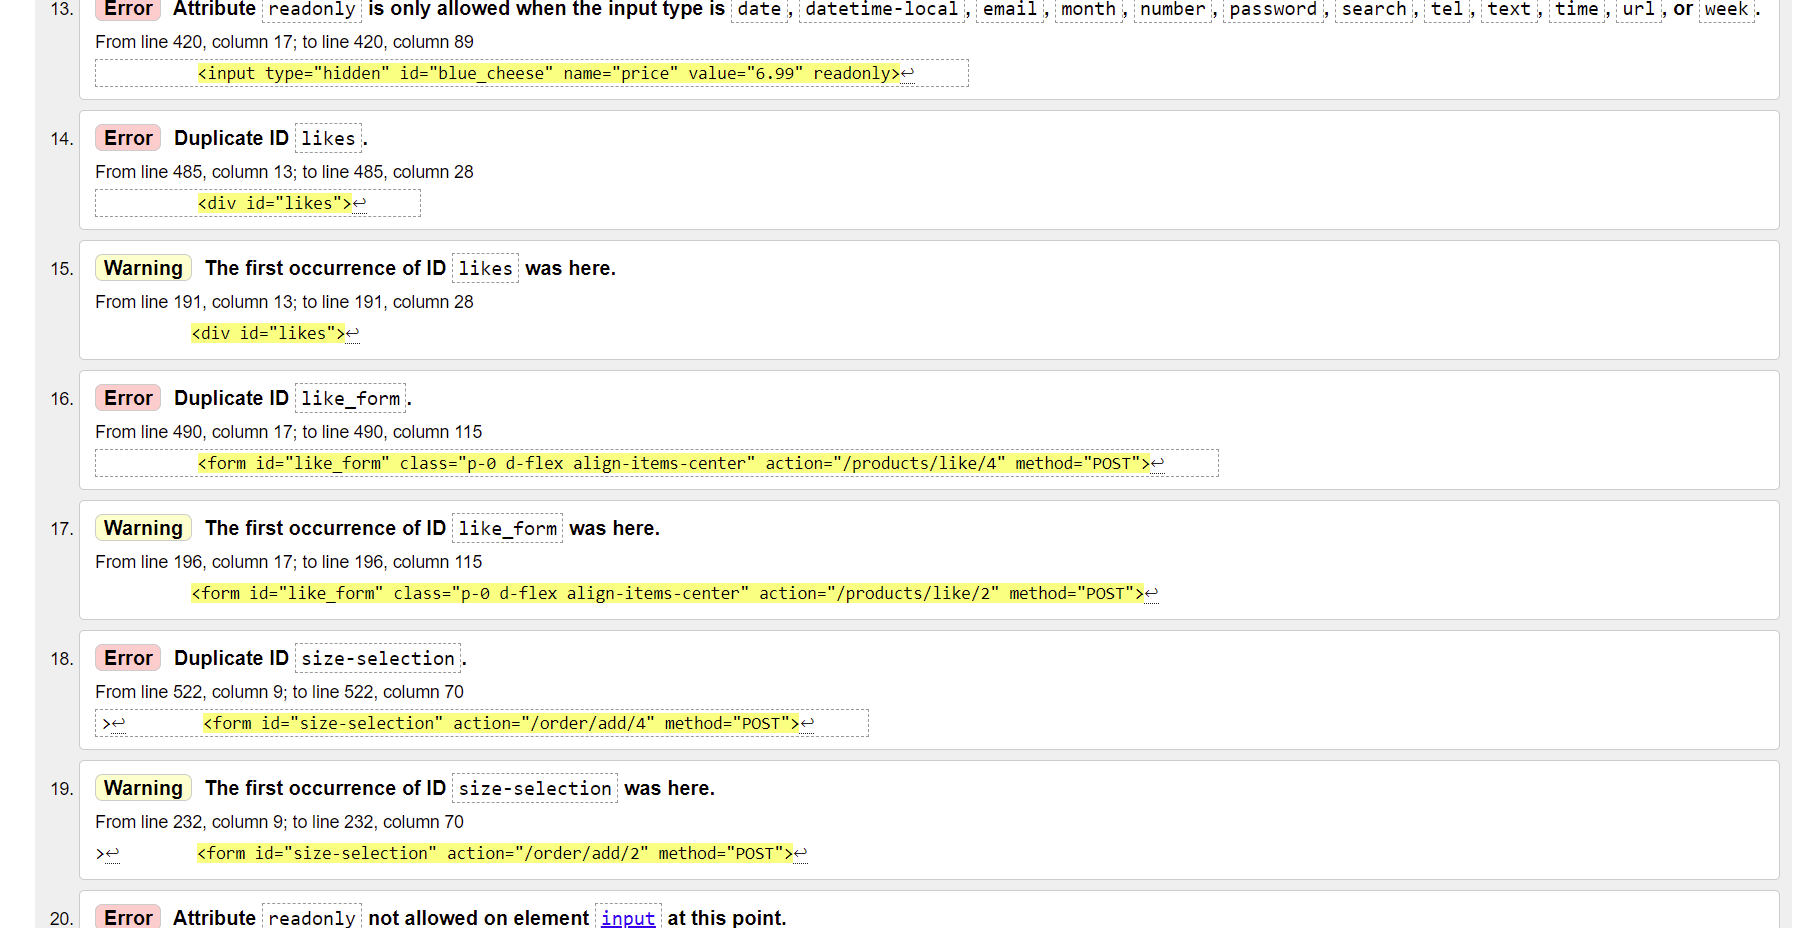 13. Error Attribute readonly is only allowed when the input type is date, datetime-local, email, month, number, password, search, tel, text, time, url, or week.
From line 420, column 17; to line 420, column 89
<input type="hidden" id="blue_cheese" name="price" value="6.99" readonly>↩
14. Error Duplicate ID likes.
From line 485, column 13; to line 485, column 28
<div id="likes">↩
15. Warning The first occurrence of ID likes was here.
From line 191, column 13; to line 191, column 28
<div id="likes">↩
16. Error Duplicate ID like_form.
From line 490, column 17; to line 490, column 115
<form id="like_form" class="p-0 d-flex align-items-center" action="/products/like/4" method="POST">↩
17. Warning The first occurrence of ID like_form was here.
From line 196, column 17; to line 196, column 115
<form id="like_form" class="p-0 d-flex align-items-center" action="/products/like/2" method="POST">↩
18. Error Duplicate ID size-selection.
From line 522, column 9; to line 522, column 70
>↩ <form id="size-selection" action="/order/add/4" method="POST">↩
19. Warning The first occurrence of ID size-selection was here.
From line 232, column 9; to line 232, column 70
>↩ <form id="size-selection" action="/order/add/2" method="POST">↩
20. Error Attribute readonly not allowed on element input at this point.